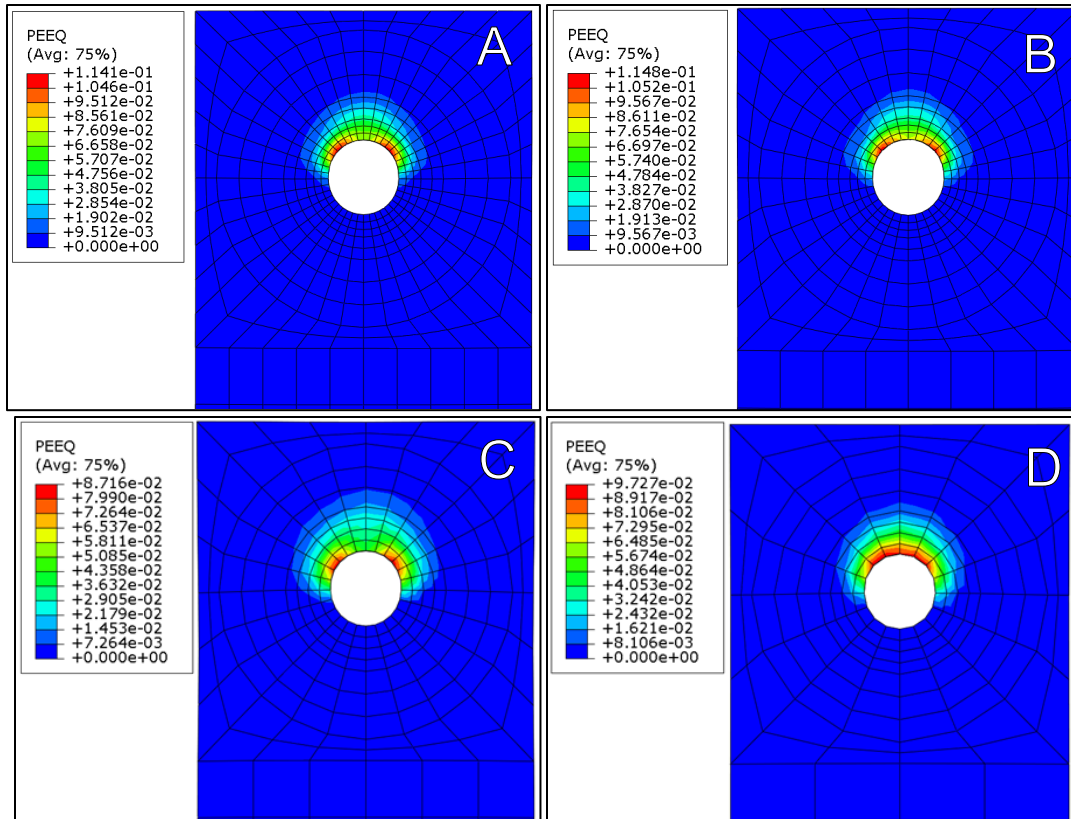 PEEQ
(Avg: 75%)
+1.141e-01
+1.046e-01
+9.512e-02
+8.561e-02
+7.609e-02
+6.658e-02
+5.707e-02
+4.756e-02
+3.805e-02
+2.854e-02
+1.902e-02
+9.512e-03
+0.000e+00
A
PEEQ
(Avg: 75%)
+1.148e-01
+1.052e-01
+9.567e-02
+8.611e-02
+7.654e-02
+6.697e-02
+5.740e-02
+4.784e-02
+3.827e-02
+2.870e-02
+1.913e-02
+9.567e-03
+0.000e+00
B
PEEQ
(Avg: 75%)
+8.716e-02
+7.990e-02
+7.264e-02
+6.537e-02
+5.811e-02
+5.085e-02
+4.358e-02
+3.632e-02
+2.905e-02
+2.179e-02
+1.453e-02
+7.264e-03
+0.000e+00
C
PEEQ
(Avg: 75%)
+9.727e-02
+8.917e-02
+8.106e-02
+7.295e-02
+6.485e-02
+5.674e-02
+4.864e-02
+4.053e-02
+3.242e-02
+2.432e-02
+1.621e-02
+8.106e-03
+0.000e+00
D